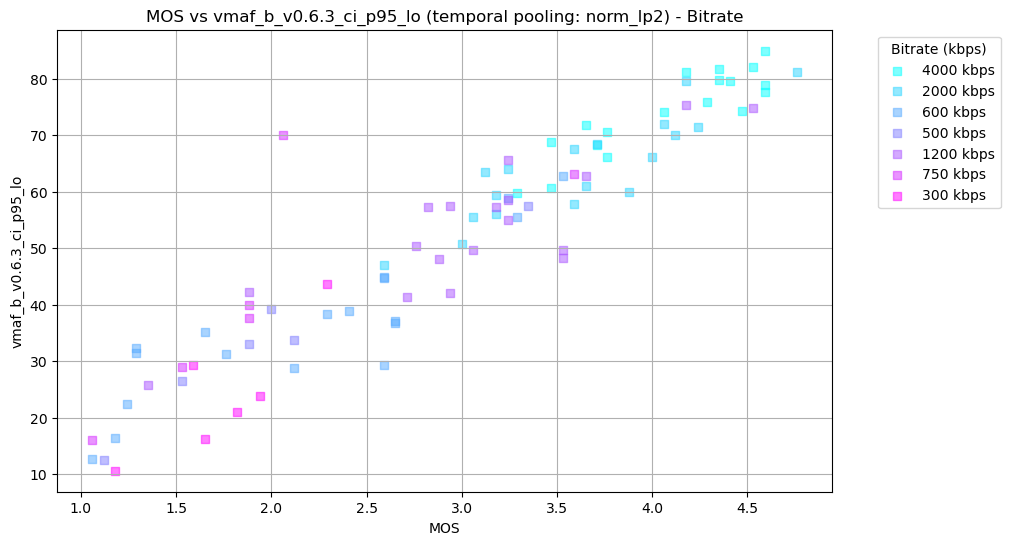 MOS vs vmaf_b_v0.6.3_ci_p95_lo (temporal pooling: norm_lp2) - Bitrate
vmaf_b_v0.6.3_ci_p95_lo
80
70
60
50
40
30
20
10
1.0 1.5 2.0 2.5 3.0 3.5 4.0 4.5
MOS
Bitrate (kbps)
4000 kbps
2000 kbps
600 kbps
500 kbps
1200 kbps
750 kbps
300 kbps